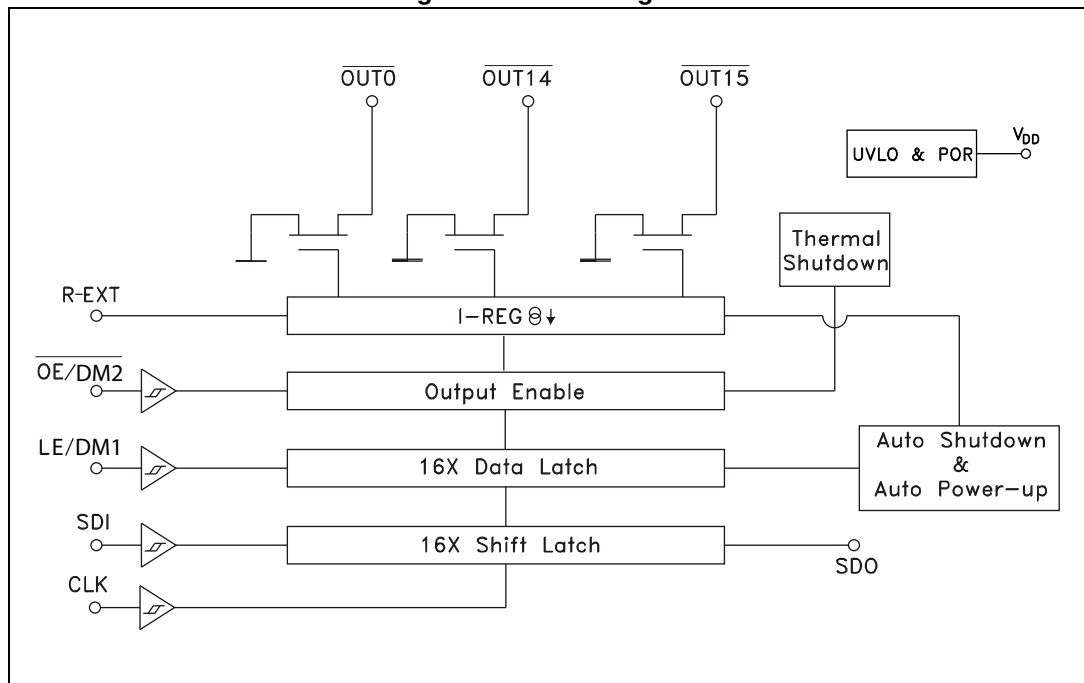 OUT0 OUT14 OUT15
UVLO & POR
VDD
Thermal
Shutdown
R-EXT
I-REG
OE/DM2
Output Enable
LE/DM1
16X Data Latch
Auto Shutdown
&
Auto Power-up
SDI
16X Shift Latch
SDO
CLK